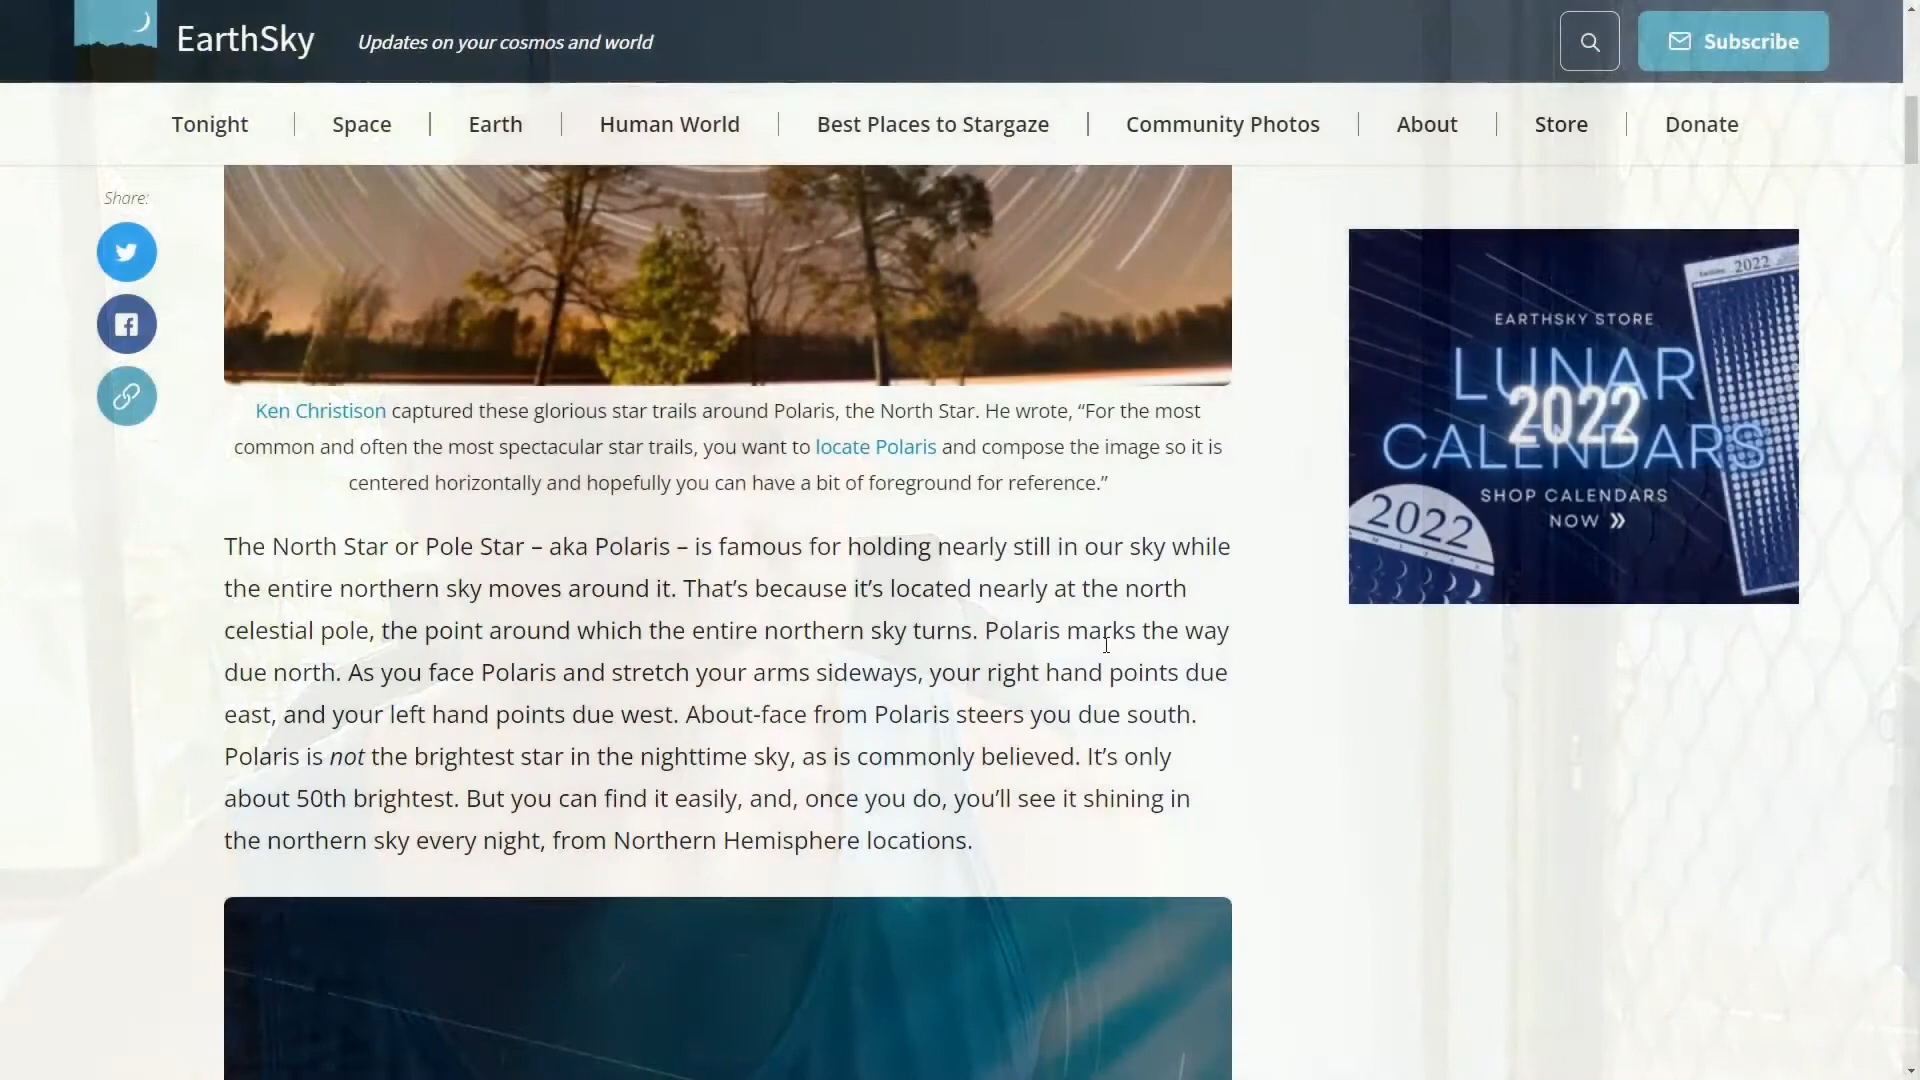 EarthSky
Updates on your cosmos and world
Subscribe
Tonight
Space
Earth
Human World
Best Places to Stargaze
Community Photos
About
Store
Donate
Share:
Ken Christison captured these glorious star trails around Polaris, the North Star. He wrote, “For the most
common and often the most spectacular star trails, you want to locate Polaris and compose the image so it is
centered horizontally and hopefully you can have a bit of foreground for reference.”
The North Star or Pole Star – aka Polaris – is famous for holding nearly still in our sky while
the entire northern sky moves around it. That’s because it’s located nearly at the north
celestial pole, the point around which the entire northern sky turns. Polaris marks the way
due north. As you face Polaris and stretch your arms sideways, your right hand points due
east, and your left hand points due west. About-face from Polaris steers you due south.
Polaris is not the brightest star in the nighttime sky, as is commonly believed. It’s only
about 50th brightest. But you can find it easily, and, once you do, you’ll see it shining in
the northern sky every night, from Northern Hemisphere locations.
2022
EARTHSKY STORE
LUNAR
2022
CALENDARS
SHOP CALENDARS
NOW »
2022